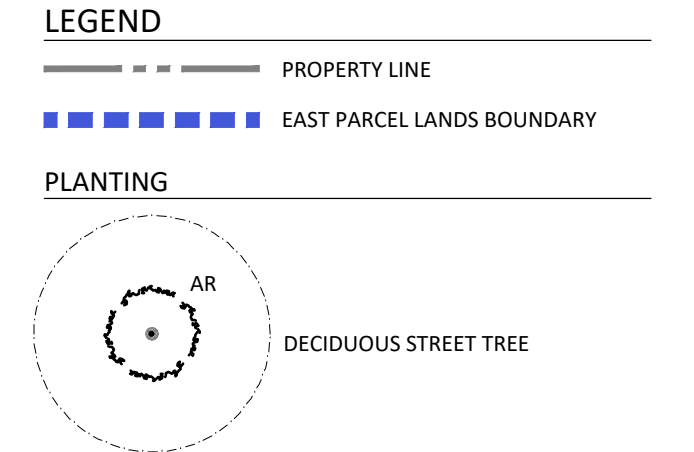 LEGEND
PROPERTY LINE
EAST PARCEL LANDS BOUNDARY
PLANTING
AR
DECIDUOUS STREET TREE